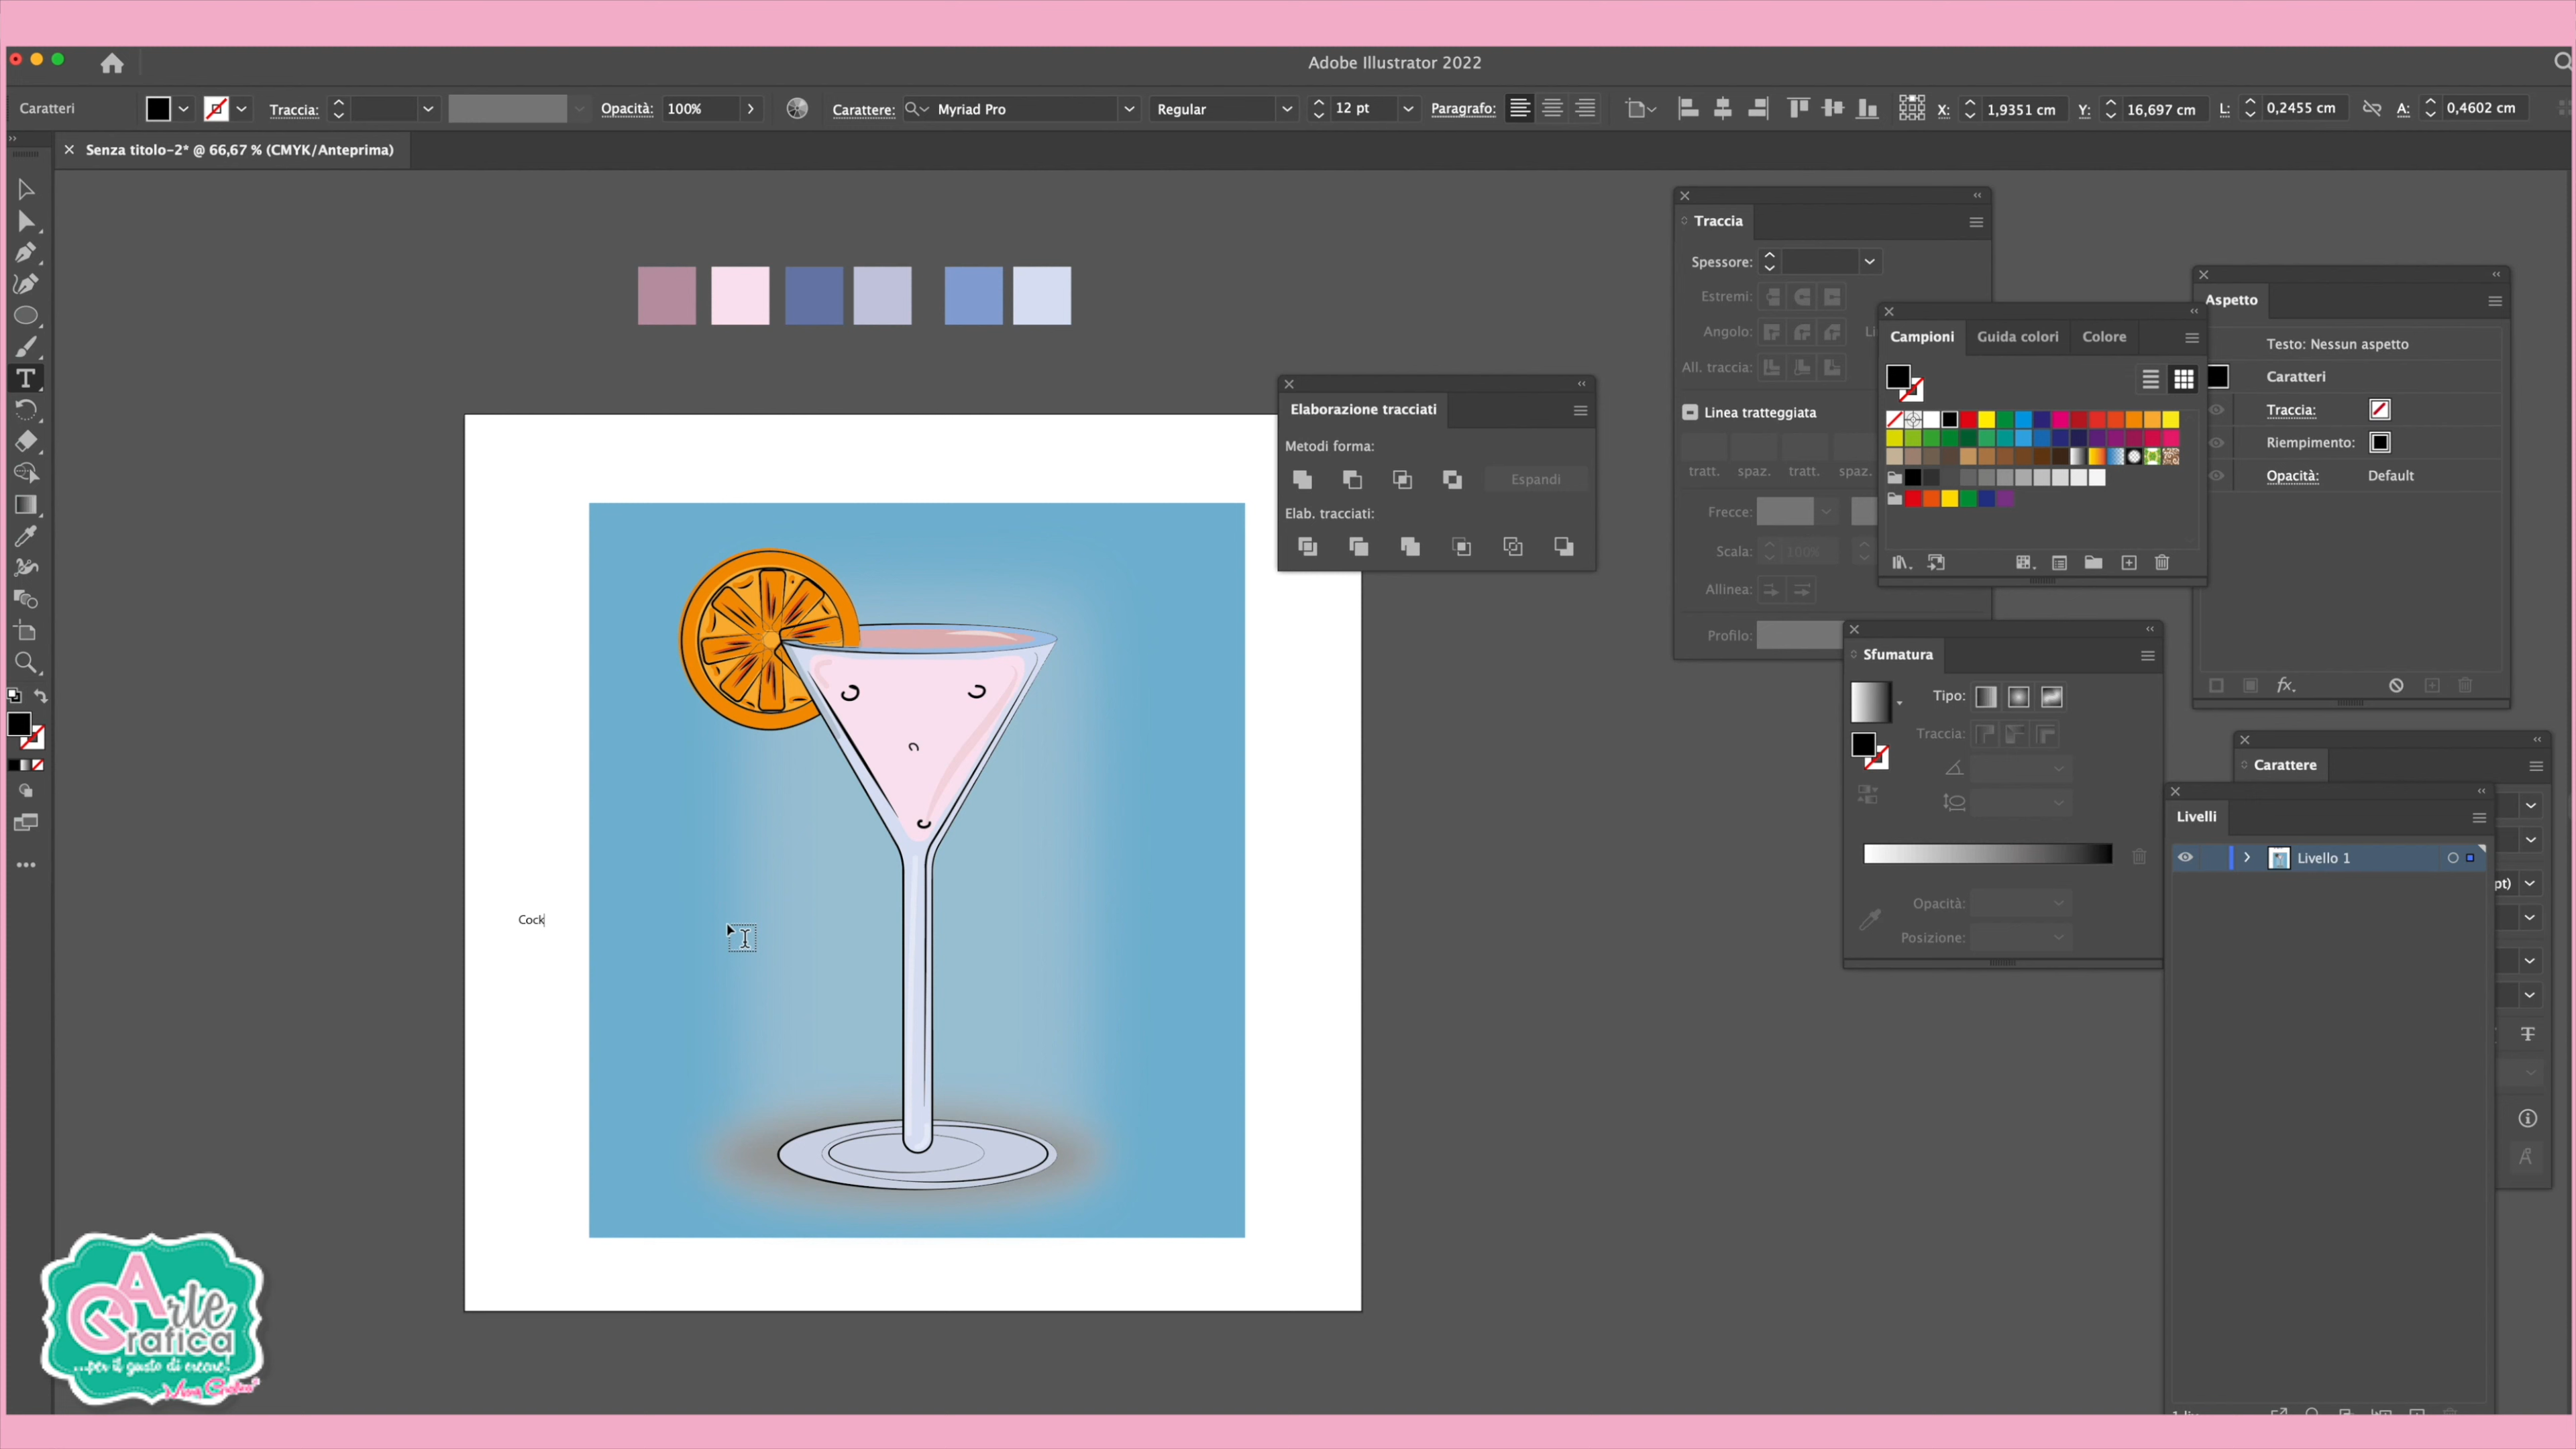 Adobe Illustrator 2022
Caratteri
Traccia:
Opacità: 100%
Carattere: Myriad Pro
Regular
12 pt
Paragrafo:
X: 1,9351 cm
Y: 16,697 cm
L: 0,2455 cm
A: 0,4602 cm
Senza titolo-2* @ 66,67 % (CMYK/Anteprima)
Traccia
Spessore:
Estremi:
Angolo:
Li
All. traccia:
Linea tratteggiata
tratt. spaz. tratt. spaz.
Frecce:
Scala: 100%
Allinea:
Profilo:
Elaborazione tracciati
Metodi forma:
Espandi
Elab. tracciati:
Campioni Guida colori Colore
Aspetto
Testo: Nessun aspetto
Caratteri
Traccia:
Riempimento:
Opacità: Default
fx.
Sfumatura
Tipo:
Traccia:
Opacità:
Posizione:
Carattere
Livelli
Livello 1
pt)
Cock
Arte
Grafica
...per il gusto di creare!